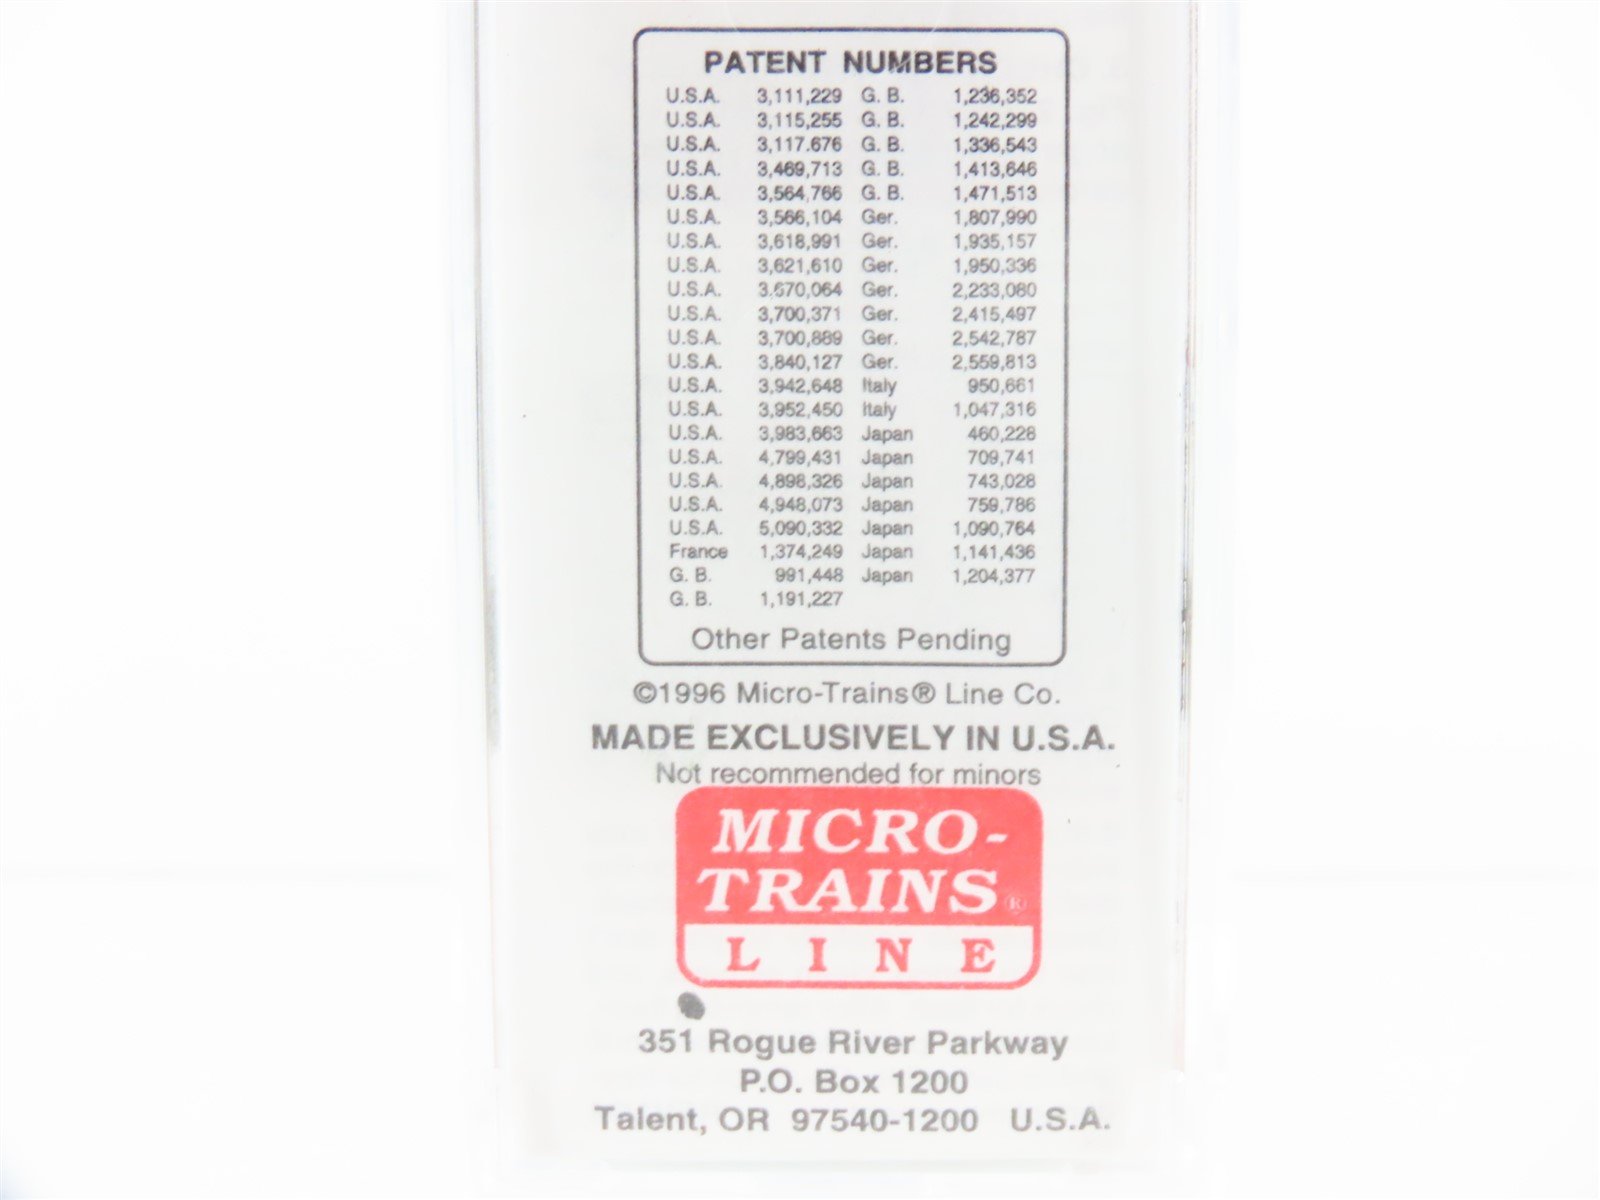 PATENT NUMBERS
U.S.A. 3,111,229 G. B. 1,236,352
U.S.A. 3,115,255 G. B. 1,242,299
U.S.A. 3,117.676 G. B. 1,336,543
U.S.A. 3,469,713 G. B. 1,413,646
U.S.A. 3,564,766 G. B. 1,471,513
U.S.A. 3,566,104 Ger. 1,807,990
U.S.A. 3,618,991 Ger. 1,935,157
U.S.A. 3,621,610 Ger. 1,950,336
U.S.A. 3,670,064 Ger. 2,233,080
U.S.A. 3,700,371 Ger. 2,415,497
U.S.A. 3,700,889 Ger. 2,542,787
U.S.A. 3,840,127 Ger. 2,559,813
U.S.A. 3,942,648 Italy 950,661
U.S.A. 3,952,450 Italy 1,047,316
U.S.A. 3,983,663 Japan 460,228
U.S.A. 4,799,431 Japan 709,741
U.S.A. 4,898,326 Japan 743,028
U.S.A. 4,948,073 Japan 759,786
U.S.A. 5,090,332 Japan 1,090,764
France 1,374,249 Japan 1,141,436
G. B. 991,448 Japan 1,204,377
G. B. 1,191,227
Other Patents Pending
©1996 Micro-Trains® Line Co.
MADE EXCLUSIVELY IN U.S.A.
Not recommended for minors
MICRO-
TRAINS®
LINE
351 Rogue River Parkway
P.O. Box 1200
Talent, OR 97540-1200 U.S.A.